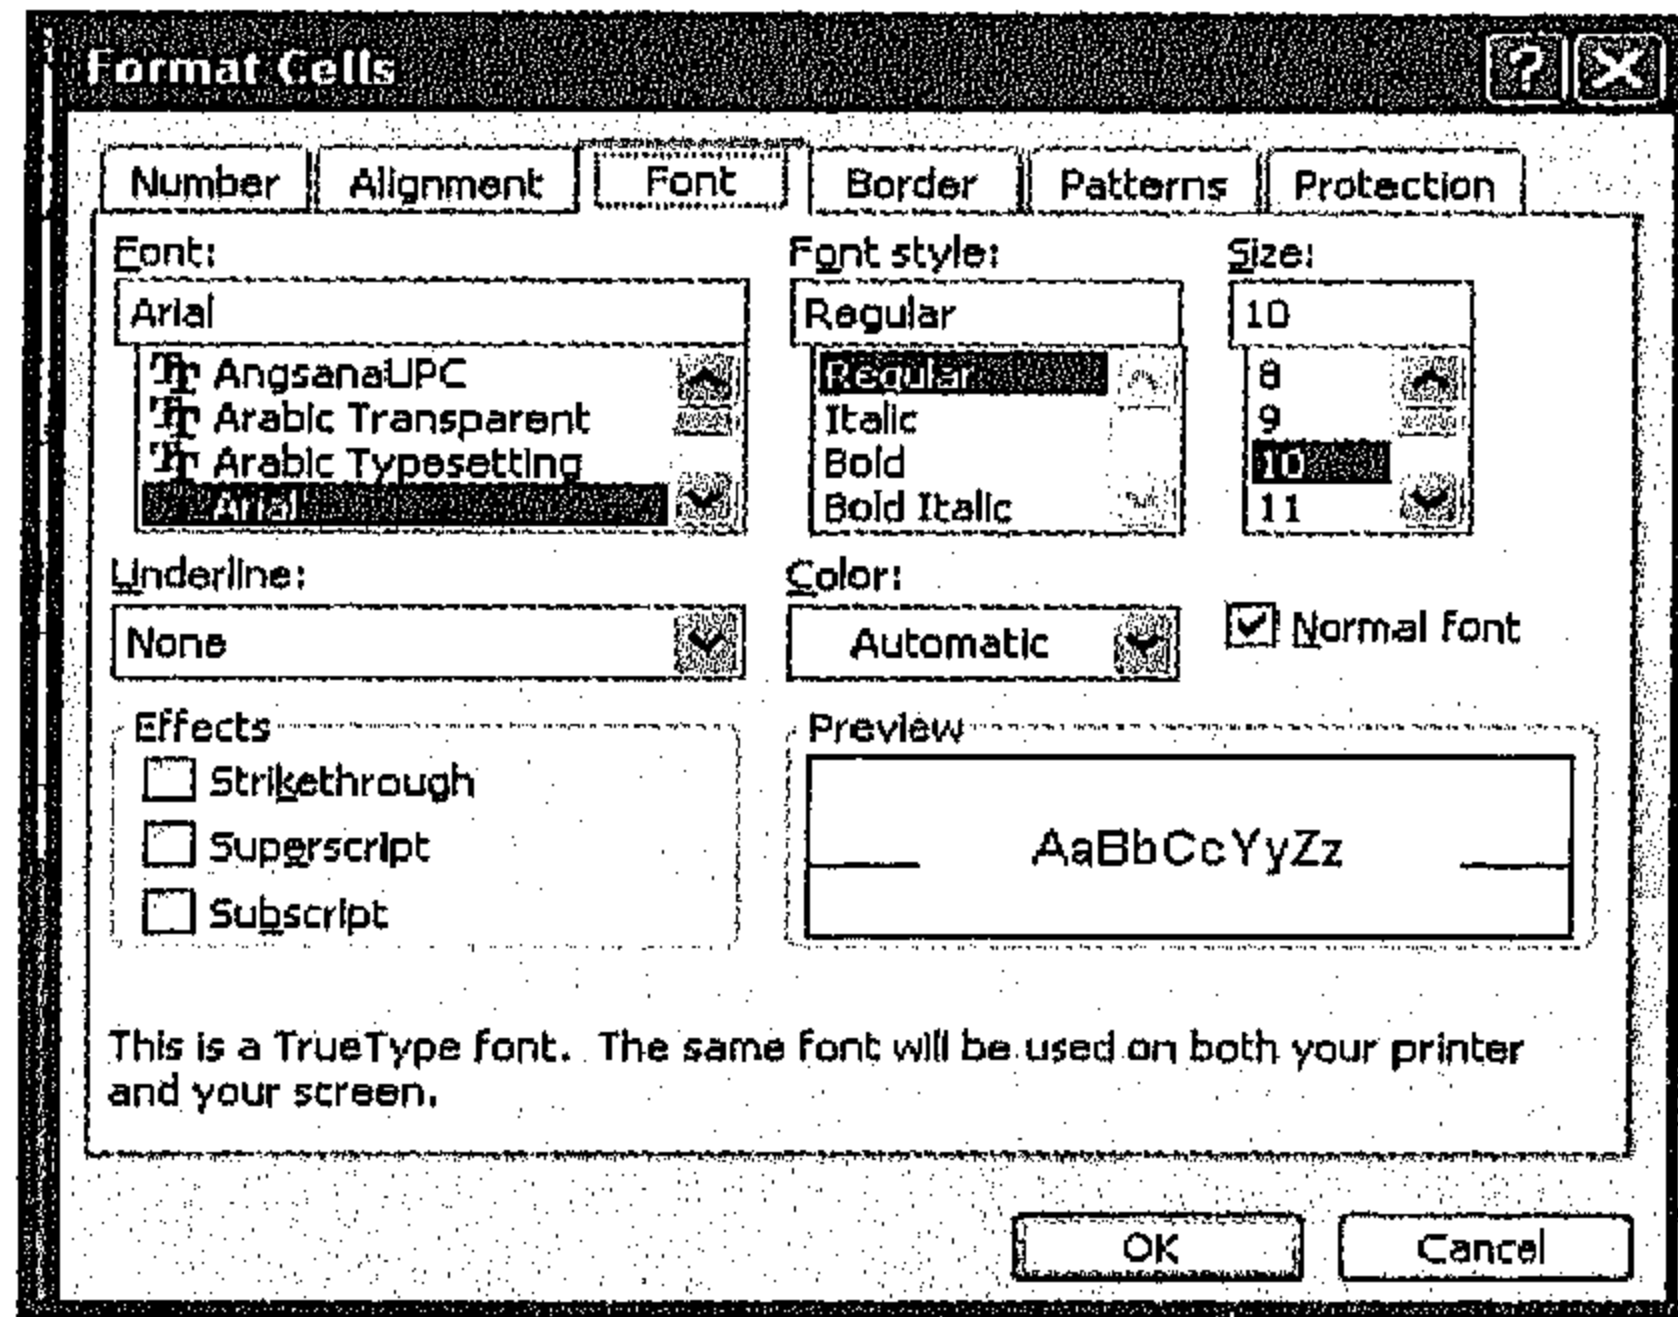 Format Cells
Number Alignment Font Border Patterns Protection
Font: Font style: Size:
Arial Regular 10
AngsanaUPC Regular 8
Arabic Transparent Italic 9
Arabic Typesetting Bold 10
Arial Bold Italic 11
Underline: Color:
None Automatic Normal font
Effects Preview
Strikethrough
Superscript AaBbCcYyZz
Subscript
This is a TrueType font. The same font will be used on both your printer
and your screen.
OK Cancel